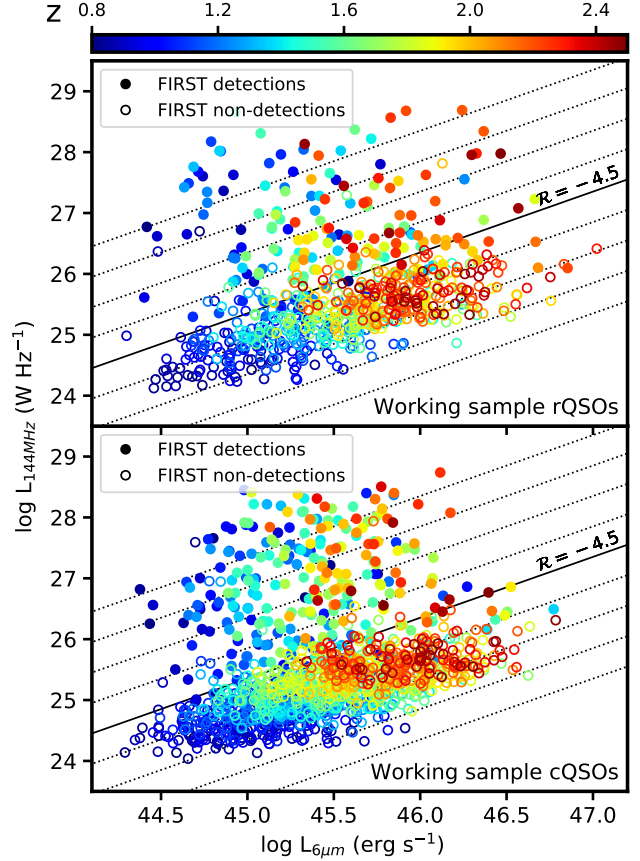 z
0.8 1.2 1.6 2.0 2.4
FIRST detections
FIRST non-detections
29
28
27
26
25
24
R = −4.5
Working sample rQSOs
log L144MHz (W Hz−1)
FIRST detections
FIRST non-detections
29
28
27
26
25
24
R = −4.5
Working sample cQSOs
44.5 45.0 45.5 46.0 46.5 47.0
log L6μm (erg s−1)